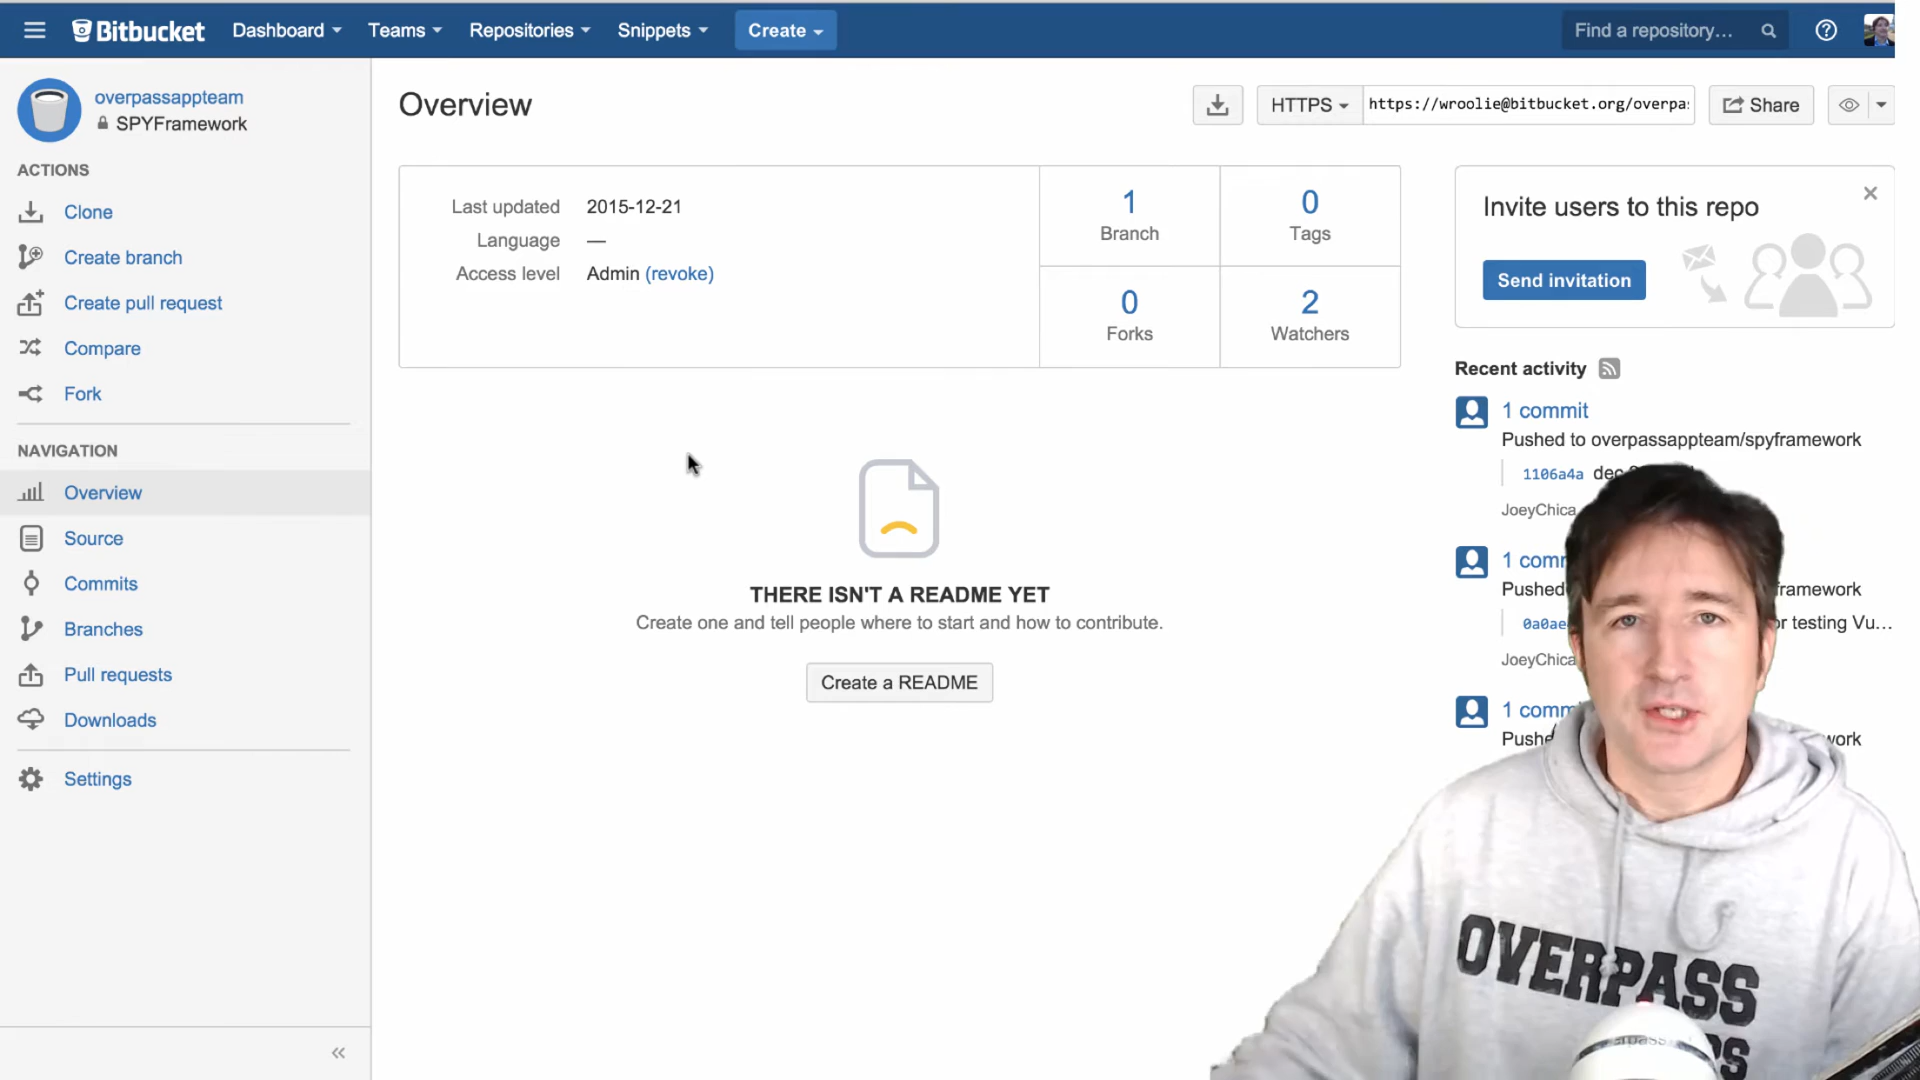 Bitbucket Dashboard Teams Repositories Snippets Create Find a repository...
overpassappteam
SPYFramework
ACTIONS
Clone
Create branch
Create pull request
Compare
Fork
NAVIGATION
Overview
Source
Commits
Branches
Pull requests
Downloads
Settings
Overview
HTTPS https://wroolie@bitbucket.org/overpa Share
Last updated 2015-12-21
Language —
Access level Admin (revoke)
1
Branch
0
Tags
0
Forks
2
Watchers
THERE ISN'T A README YET
Create one and tell people where to start and how to contribute.
Create a README
Invite users to this repo
Send invitation
Recent activity
1 commit
Pushed to overpassappteam/spyframework
1106a4a dec
JoeyChica
1 comm
Pushed ramework
0a0ae or testing Vu...
JoeyChica
1 comm
Pushe work
OVERPASS